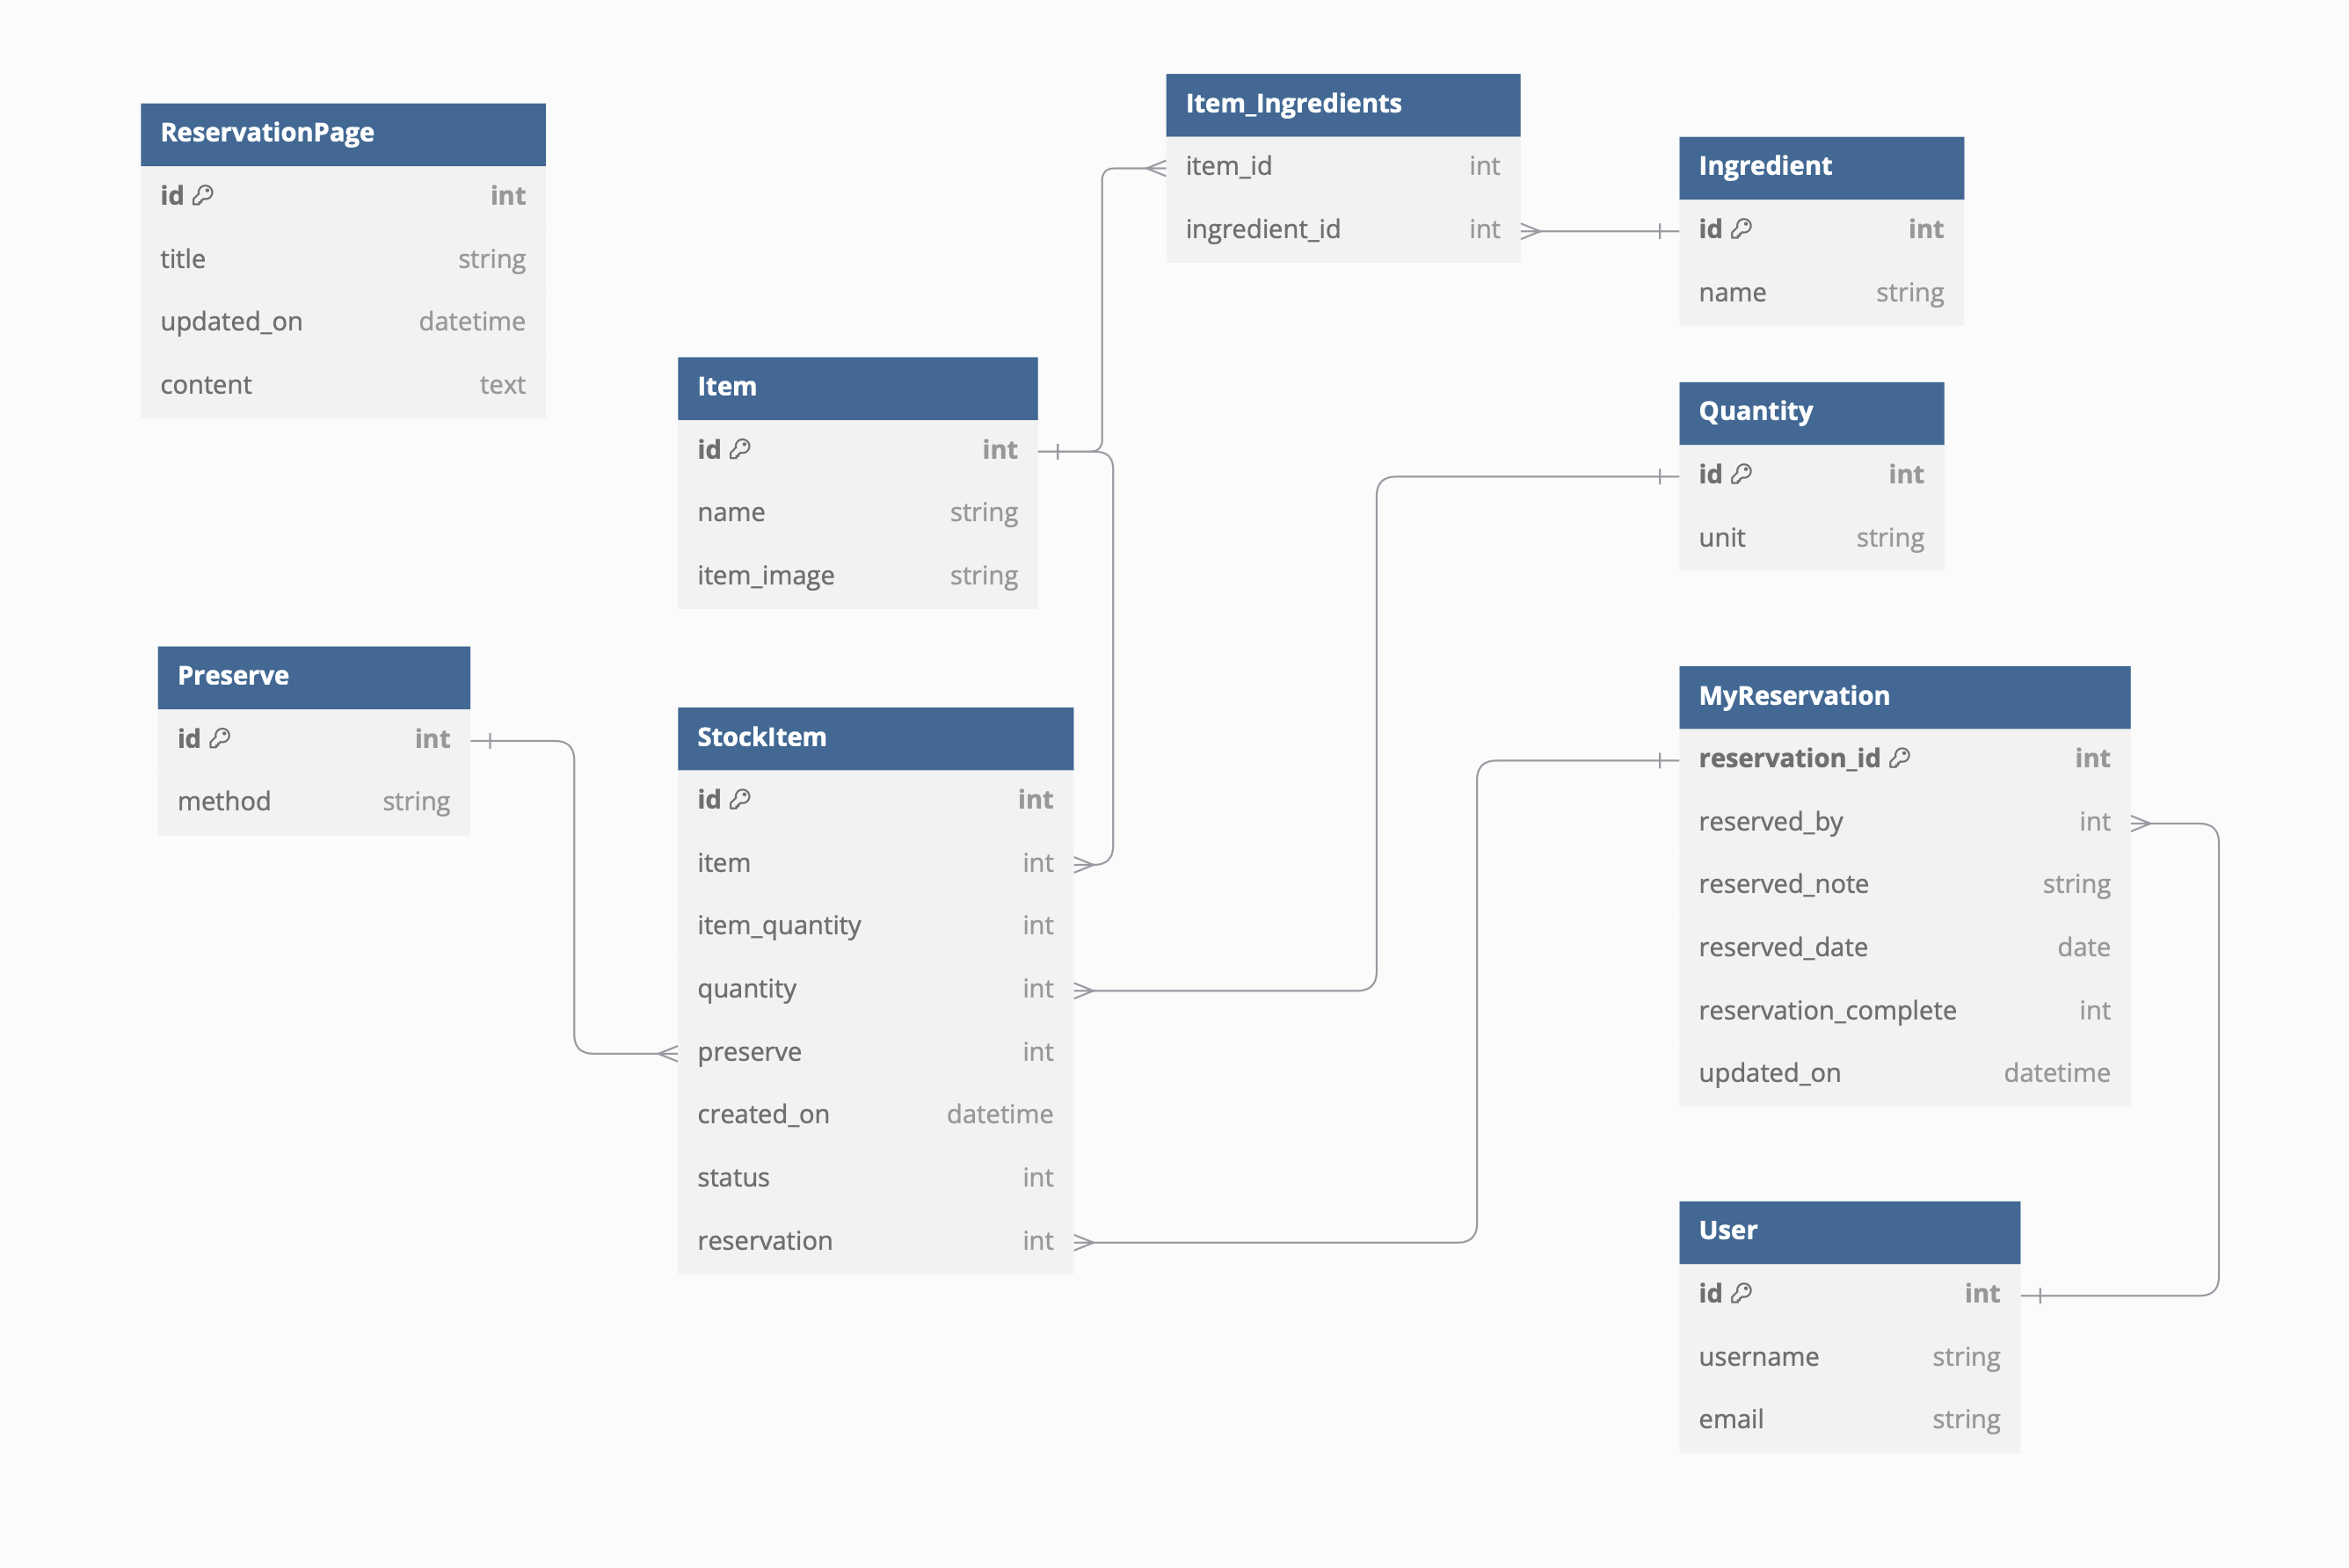 ReservationPage
id int
title string
updated_on datetime
content text
Item_Ingredients
item_id int
ingredient_id int
Ingredient
id int
name string
Item
id int
name string
item_image string
Quantity
id int
unit string
Preserve
id int
method string
StockItem
id int
item int
item_quantity int
quantity int
preserve int
created_on datetime
status int
reservation int
MyReservation
reservation_id int
reserved_by int
reserved_note string
reserved_date date
reservation_complete int
updated_on datetime
User
id int
username string
email string